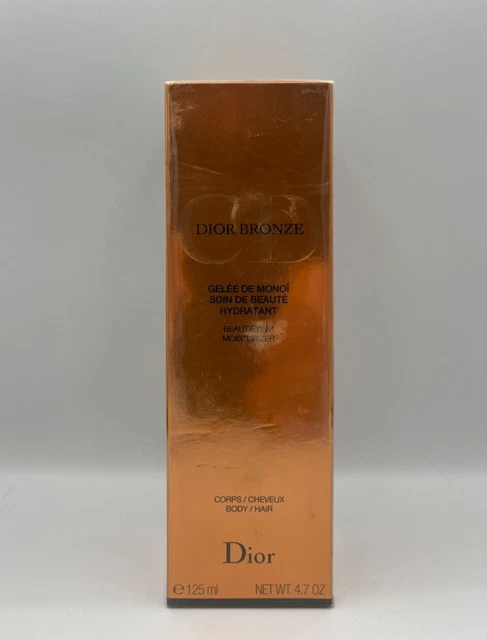 CD
DIOR BRONZE
GELÉE DE MONOÏ
SOIN DE BEAUTÉ
HYDRATANT
BEAUTIFYING
MOISTURIZER
CORPS / CHEVEUX
BODY / HAIR
Dior
℮ 125 ml NET WT. 4.7 OZ